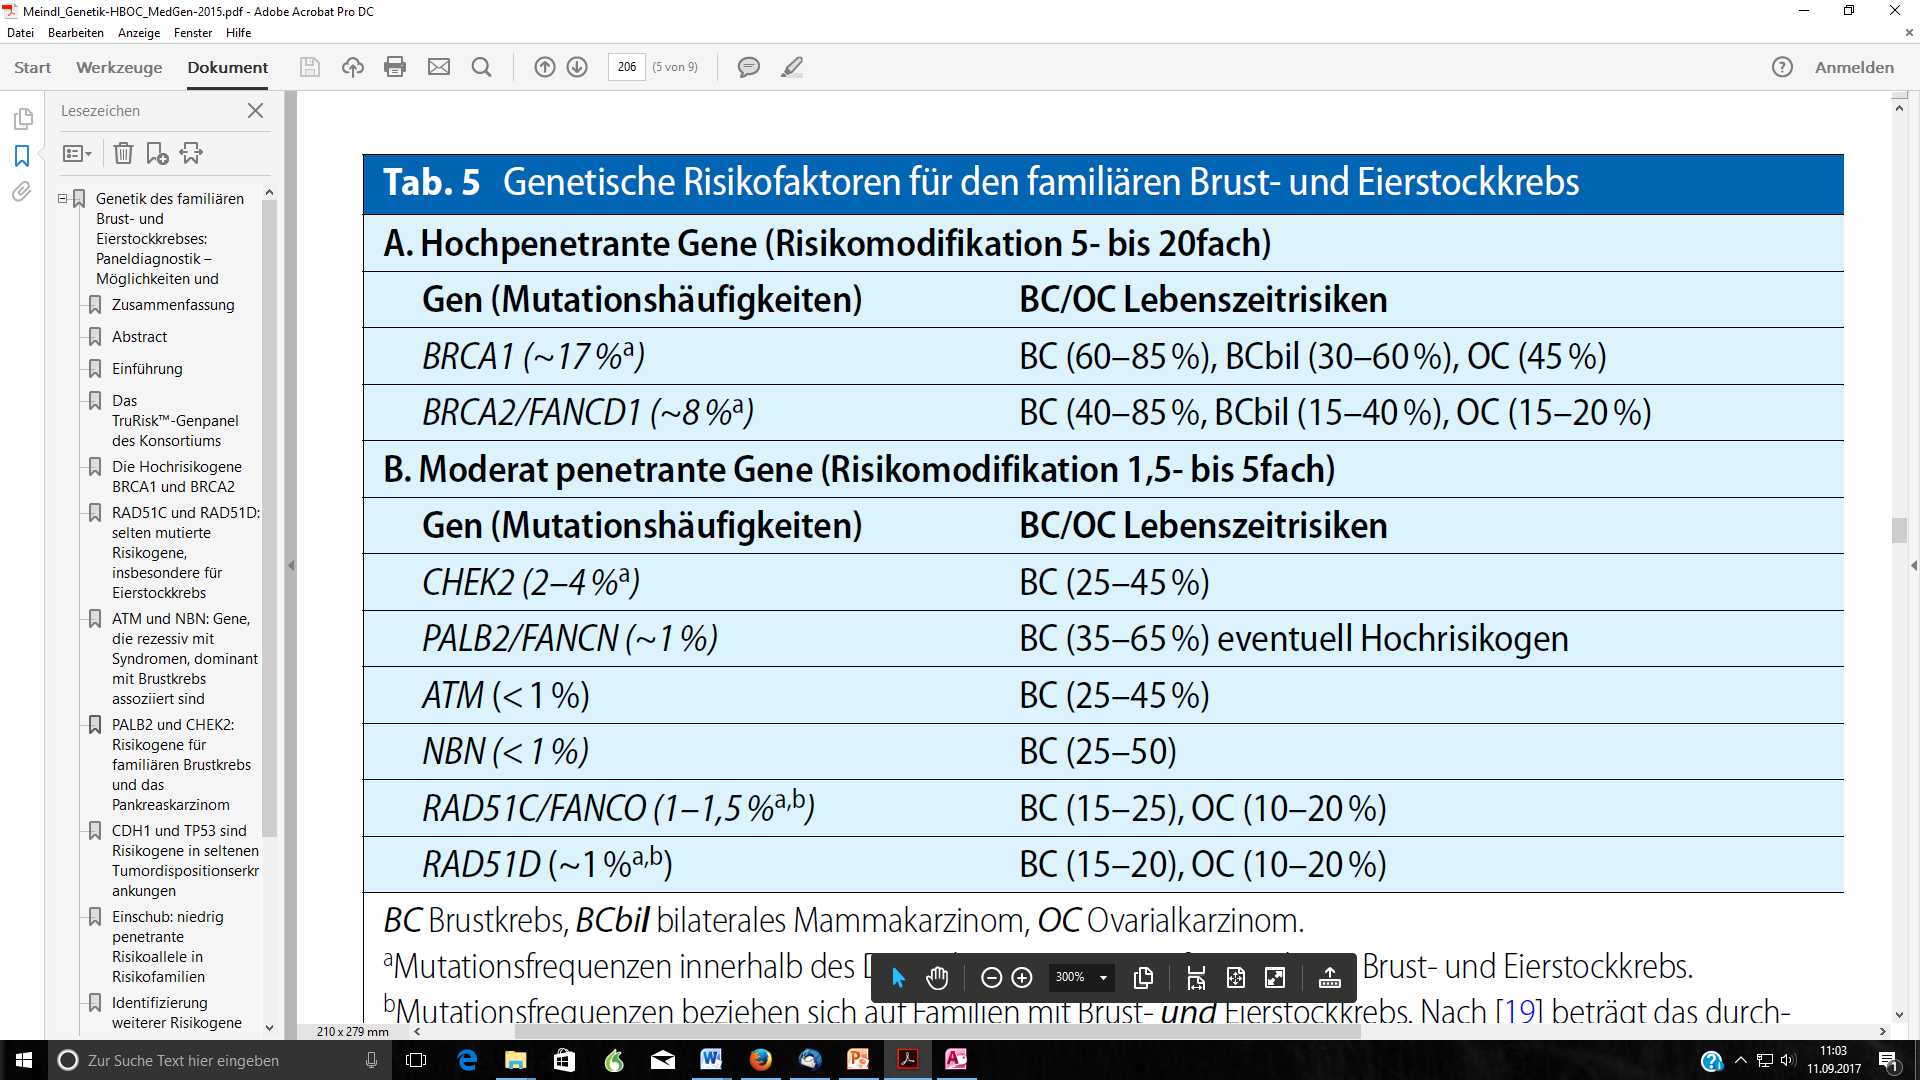 Meindl_Genetik-HBOC_MedGen-2015.pdf - Adobe Acrobat Pro DC
Datei Bearbeiten Anzeige Fenster Hilfe
Start Werkzeuge Dokument 206 (5 von 9) Anmelden
Lesezeichen
Genetik des familiären
Brust- und
Eierstockkrebses:
Paneldiagnostik –
Möglichkeiten und
Zusammenfassung
Abstract
Einführung
Das
TruRisk™-Genpanel
des Konsortiums
Die Hochrisikogene
BRCA1 und BRCA2
RAD51C und RAD51D:
selten mutierte
Risikogene,
insbesondere für
Eierstockkrebs
ATM und NBN: Gene,
die rezessiv mit
Syndromen, dominant
mit Brustkrebs
assoziiert sind
PALB2 und CHEK2:
Risikogene für
familiären Brustkrebs
und das
Pankreaskarzinom
CDH1 und TP53 sind
Risikogene in seltenen
Tumordispositionserkr
ankungen
Einschub: niedrig
penetrante
Risikoallele in
Risikofamilien
Identifizierung
weiterer Risikogene
Tab. 5 Genetische Risikofaktoren für den familiären Brust- und Eierstockkrebs
A. Hochpenetrante Gene (Risikomodifikation 5- bis 20fach)
Gen (Mutationshäufigkeiten) BC/OC Lebenszeitrisiken
BRCA1 (~17 %a) BC (60–85 %), BCbil (30–60 %), OC (45 %)
BRCA2/FANCD1 (~8 %a) BC (40–85 %, BCbil (15–40 %), OC (15–20 %)
B. Moderat penetrante Gene (Risikomodifikation 1,5- bis 5fach)
Gen (Mutationshäufigkeiten) BC/OC Lebenszeitrisiken
CHEK2 (2–4 %a) BC (25–45 %)
PALB2/FANCN (~1 %) BC (35–65 %) eventuell Hochrisikogen
ATM (< 1 %) BC (25–45 %)
NBN (< 1 %) BC (25–50)
RAD51C/FANCO (1–1,5 %a,b) BC (15–25), OC (10–20 %)
RAD51D (~1 %a,b) BC (15–20), OC (10–20 %)
BC Brustkrebs, BCbil bilaterales Mammakarzinom, OC Ovarialkarzinom.
aMutationsfrequenzen innerhalb des Brust- und Eierstockkrebs.
bMutationsfrequenzen beziehen sich auf Familien mit Brust- und Eierstockkrebs. Nach [19] beträgt das durch-
300%
210 x 279 mm
Zur Suche Text hier eingeben
11:03
11.09.2017
1